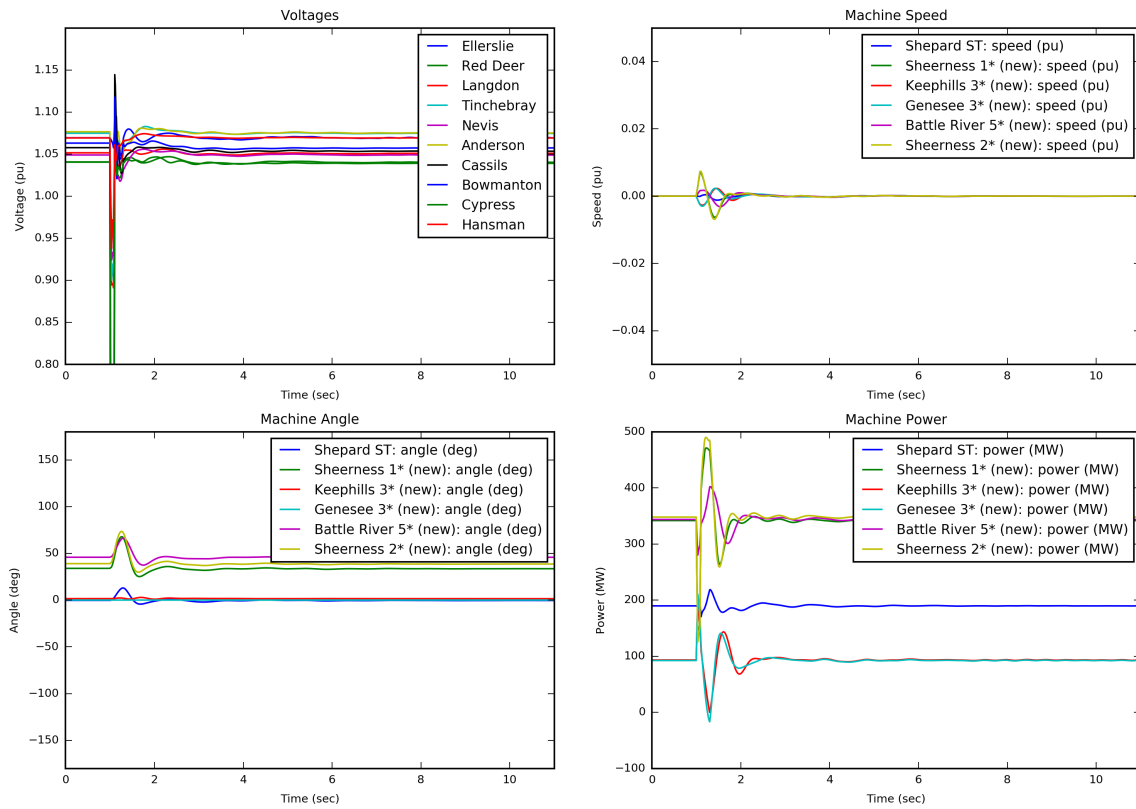 Voltages
Voltage (pu)
1.15
1.10
1.05
1.00
0.95
0.90
0.85
0.80
0
2
4
6
8
10
Time (sec)
Ellerslie
Red Deer
Langdon
Tinchebray
Nevis
Anderson
Cassils
Bowmanton
Cypress
Hansman
Machine Speed
Speed (pu)
0.04
0.02
0.00
−0.02
−0.04
0
2
4
6
8
10
Time (sec)
Shepard ST: speed (pu)
Sheerness 1* (new): speed (pu)
Keephills 3* (new): speed (pu)
Genesee 3* (new): speed (pu)
Battle River 5* (new): speed (pu)
Sheerness 2* (new): speed (pu)
Machine Angle
Angle (deg)
150
100
50
0
−50
−100
−150
0
2
4
6
8
10
Time (sec)
Shepard ST: angle (deg)
Sheerness 1* (new): angle (deg)
Keephills 3* (new): angle (deg)
Genesee 3* (new): angle (deg)
Battle River 5* (new): angle (deg)
Sheerness 2* (new): angle (deg)
Machine Power
Power (MW)
500
400
300
200
100
0
−100
0
2
4
6
8
10
Time (sec)
Shepard ST: power (MW)
Sheerness 1* (new): power (MW)
Keephills 3* (new): power (MW)
Genesee 3* (new): power (MW)
Battle River 5* (new): power (MW)
Sheerness 2* (new): power (MW)